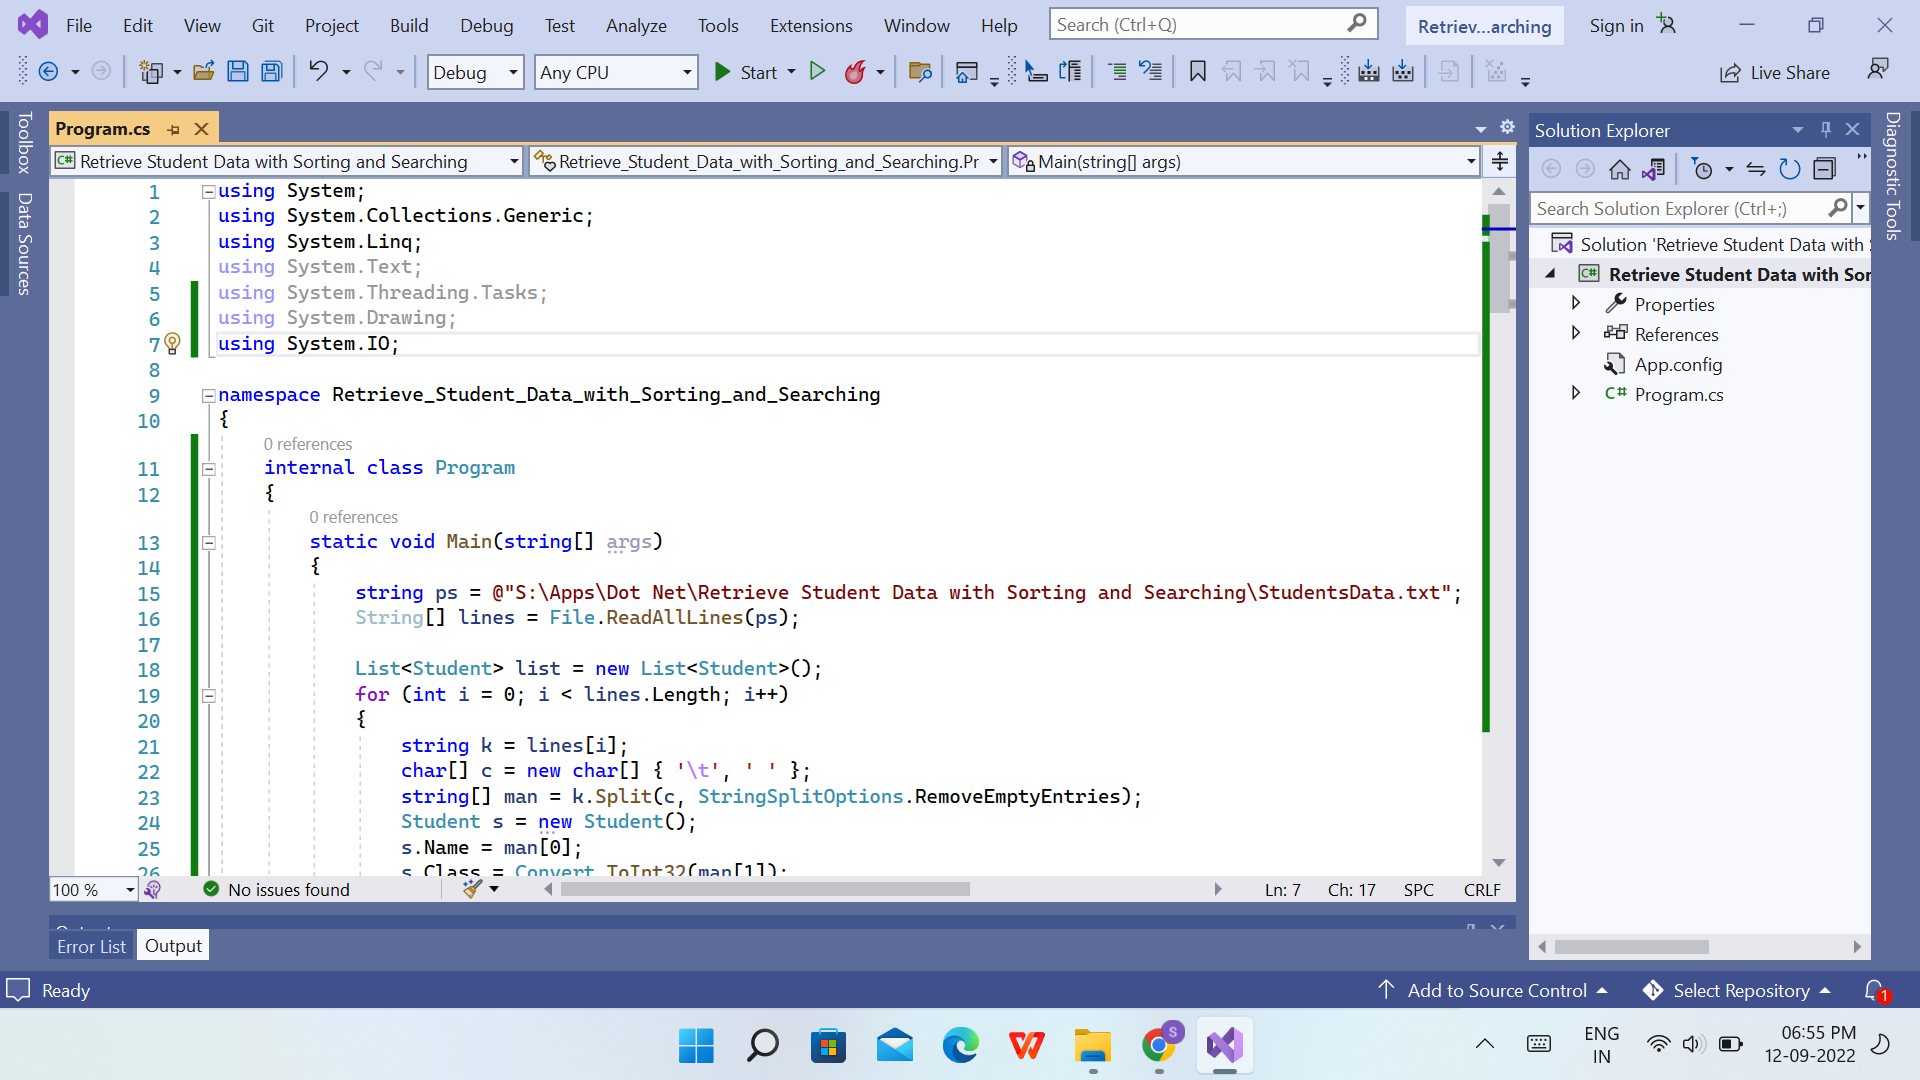 File Edit View Git Project Build Debug Test Analyze Tools Extensions Window Help Search (Ctrl+Q) Retriev...arching Sign in
Debug Any CPU Start Live Share
Toolbox
Data Sources
Program.cs
Retrieve Student Data with Sorting and Searching Retrieve_Student_Data_with_Sorting_and_Searching.Pr Main(string[] args)
1 using System;
2 using System.Collections.Generic;
3 using System.Linq;
4 using System.Text;
5 using System.Threading.Tasks;
6 using System.Drawing;
7 using System.IO;
8
9 namespace Retrieve_Student_Data_with_Sorting_and_Searching
10 {
0 references
11 internal class Program
12 {
0 references
13 static void Main(string[] args)
14 {
15 string ps = @"S:\Apps\Dot Net\Retrieve Student Data with Sorting and Searching\StudentsData.txt";
16 String[] lines = File.ReadAllLines(ps);
17
18 List<Student> list = new List<Student>();
19 for (int i = 0; i < lines.Length; i++)
20 {
21 string k = lines[i];
22 char[] c = new char[] { '\t', ' ' };
23 string[] man = k.Split(c, StringSplitOptions.RemoveEmptyEntries);
24 Student s = new Student();
25 s.Name = man[0];
26 s.Class = Convert.ToInt32(man[1]);
100 % No issues found Ln: 7 Ch: 17 SPC CRLF
Output
Error List Output
Solution Explorer
Search Solution Explorer (Ctrl+;)
Solution 'Retrieve Student Data with S
Retrieve Student Data with Sor
Properties
References
App.config
C# Program.cs
Diagnostic Tools
Ready Add to Source Control Select Repository 1
S
ENG
IN
06:55 PM
12-09-2022